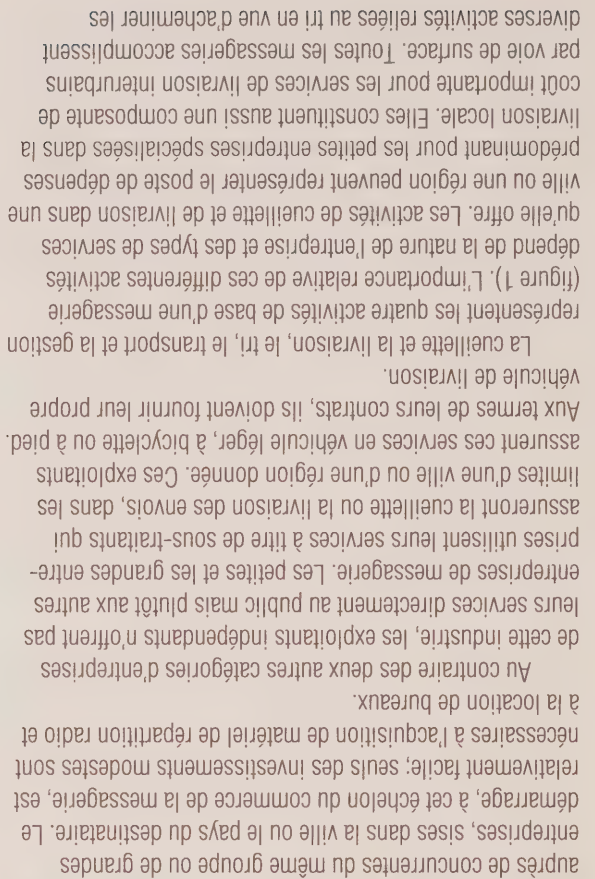 auprès de concurrentes du même groupe ou de grandes
entreprises, sises dans la ville ou le pays du destinataire. Le
démarrage, à cet échelon du commerce de la messagerie, est
relativement facile; seuls des investissements modestes sont
nécessaires à l'acquisition de matériel de répartition radio et
à la location de bureaux.
Au contraire des deux autres catégories d'entreprises
de cette industrie, les exploitants indépendants n'offrent pas
leurs services directement au public mais plutôt aux autres
entreprises de messagerie. Les petites et les grandes entre-
prises utilisent leurs services à titre de sous-traitants qui
assureront la cueillette ou la livraison des envois, dans les
limites d'une ville ou d'une région donnée. Ces exploitants
assurent ces services en véhicule léger, à bicyclette ou à pied.
Aux termes de leurs contrats, ils doivent fournir leur propre
véhicule de livraison.
La cueillette et la livraison, le tri, le transport et la gestion
représentent les quatre activités de base d'une messagerie
(figure 1). L'importance relative de ces différentes activités
dépend de la nature de l'entreprise et des types de services
qu'elle offre. Les activités de cueillette et de livraison dans une
ville ou une région peuvent représenter le poste de dépenses
prédominant pour les petites entreprises spécialisées dans la
livraison locale. Elles constituent aussi une composante de
coût importante pour les services de livraison interurbains
par voie de surface. Toutes les messageries accomplissent
diverses activités reliées au tri en vue d'acheminer les